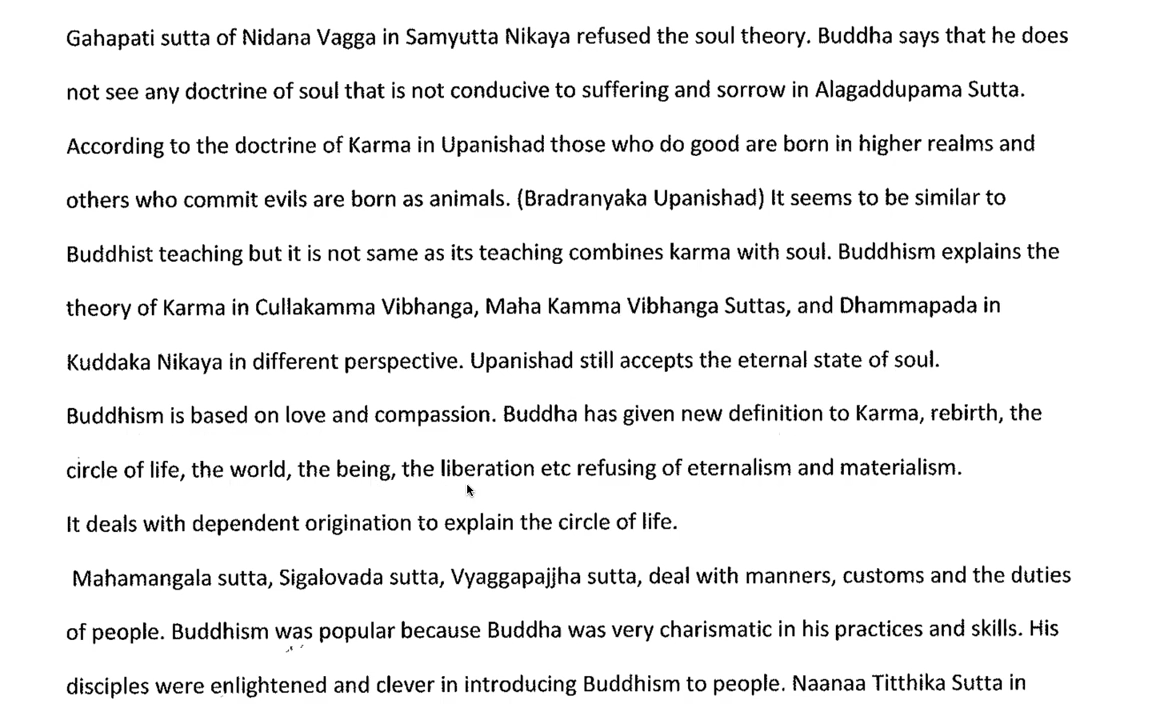 Gahapati sutta of Nidana Vagga in Samyutta Nikaya refused the soul theory. Buddha says that he does
not see any doctrine of soul that is not conducive to suffering and sorrow in Alagaddupama Sutta.
According to the doctrine of Karma in Upanishad those who do good are born in higher realms and
others who commit evils are born as animals. (Bradranyaka Upanishad) It seems to be similar to
Buddhist teaching but it is not same as its teaching combines karma with soul. Buddhism explains the
theory of Karma in Cullakamma Vibhanga, Maha Kamma Vibhanga Suttas, and Dhammapada in
Kuddaka Nikaya in different perspective. Upanishad still accepts the eternal state of soul.
Buddhism is based on love and compassion. Buddha has given new definition to Karma, rebirth, the
circle of life, the world, the being, the liberation etc refusing of eternalism and materialism.
It deals with dependent origination to explain the circle of life.
Mahamangala sutta, Sigalovada sutta, Vyaggapajjha sutta, deal with manners, customs and the duties
of people. Buddhism was popular because Buddha was very charismatic in his practices and skills. His
disciples were enlightened and clever in introducing Buddhism to people. Naanaa Titthika Sutta in